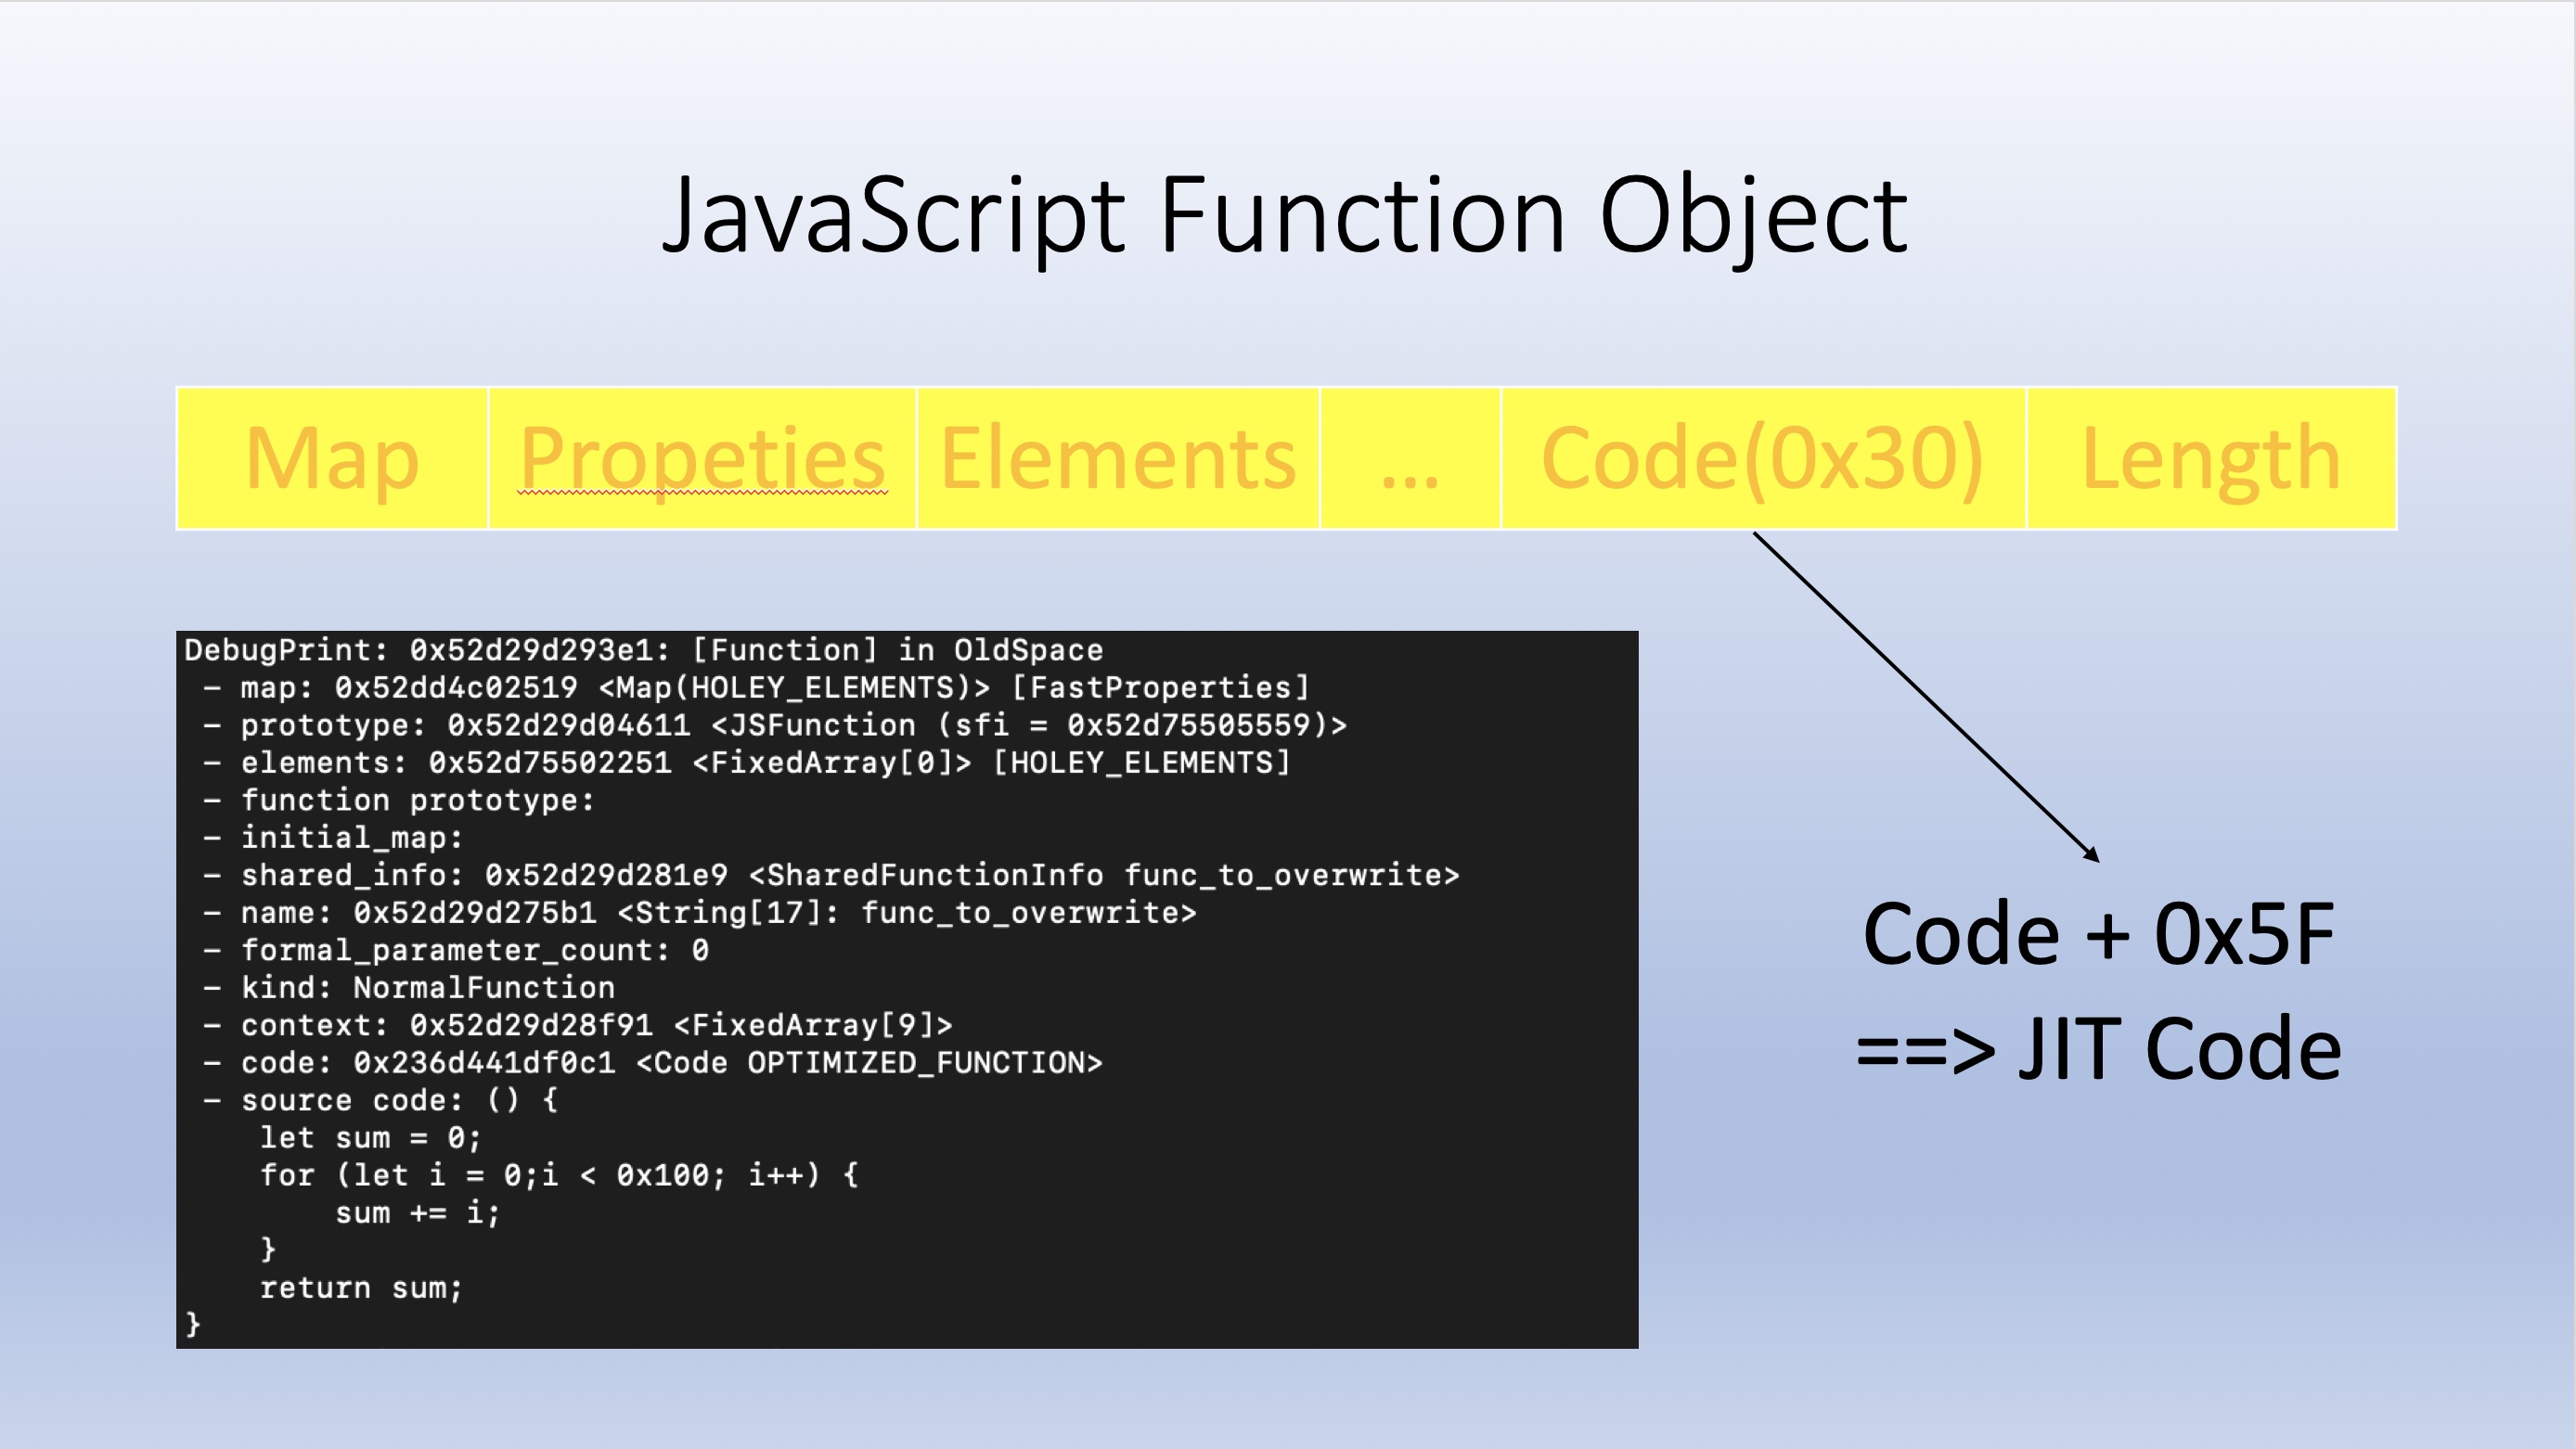 JavaScript Function Object
Map Propeties Elements ... Code(0x30) Length
DebugPrint: 0x52d29d293e1: [Function] in OldSpace
 - map: 0x52dd4c02519 <Map(HOLEY_ELEMENTS)> [FastProperties]
 - prototype: 0x52d29d04611 <JSFunction (sfi = 0x52d75505559)>
 - elements: 0x52d75502251 <FixedArray[0]> [HOLEY_ELEMENTS]
 - function prototype:
 - initial_map:
 - shared_info: 0x52d29d281e9 <SharedFunctionInfo func_to_overwrite>
 - name: 0x52d29d275b1 <String[17]: func_to_overwrite>
 - formal_parameter_count: 0
 - kind: NormalFunction
 - context: 0x52d29d28f91 <FixedArray[9]>
 - code: 0x236d441df0c1 <Code OPTIMIZED_FUNCTION>
 - source code: () {
    let sum = 0;
    for (let i = 0;i < 0x100; i++) {
        sum += i;
    }
    return sum;
}
Code + 0x5F
==> JIT Code